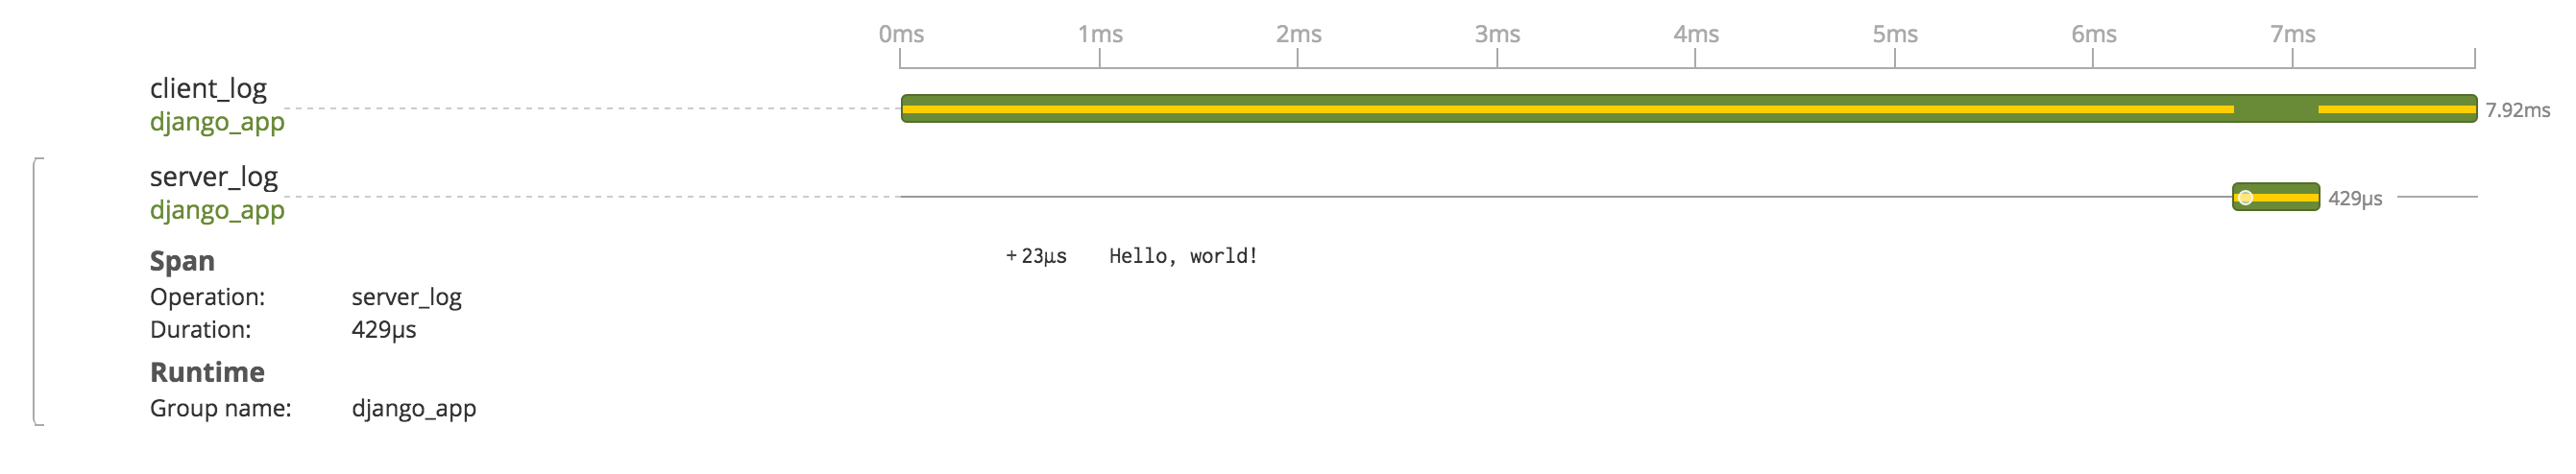 0ms 1ms 2ms 3ms 4ms 5ms 6ms 7ms
client_log
django_app
7.92ms
server_log
django_app
429µs
+ 23µs Hello, world!
Span
Operation: server_log
Duration: 429µs
Runtime
Group name: django_app